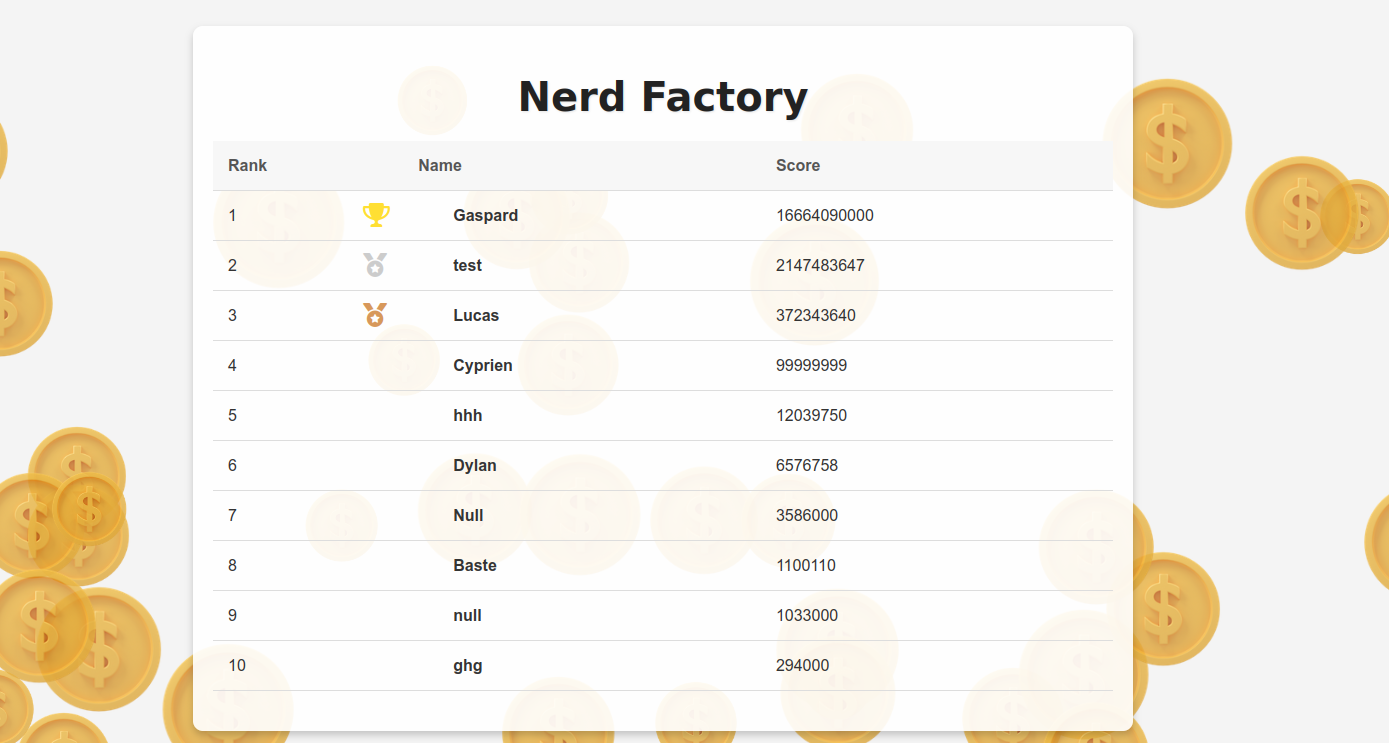 Nerd Factory
Rank Name Score
1 Gaspard 16664090000
2 test 2147483647
3 Lucas 372343640
4 Cyprien 99999999
5 hhh 12039750
6 Dylan 6576758
7 Null 3586000
8 Baste 1100110
9 null 1033000
10 ghg 294000